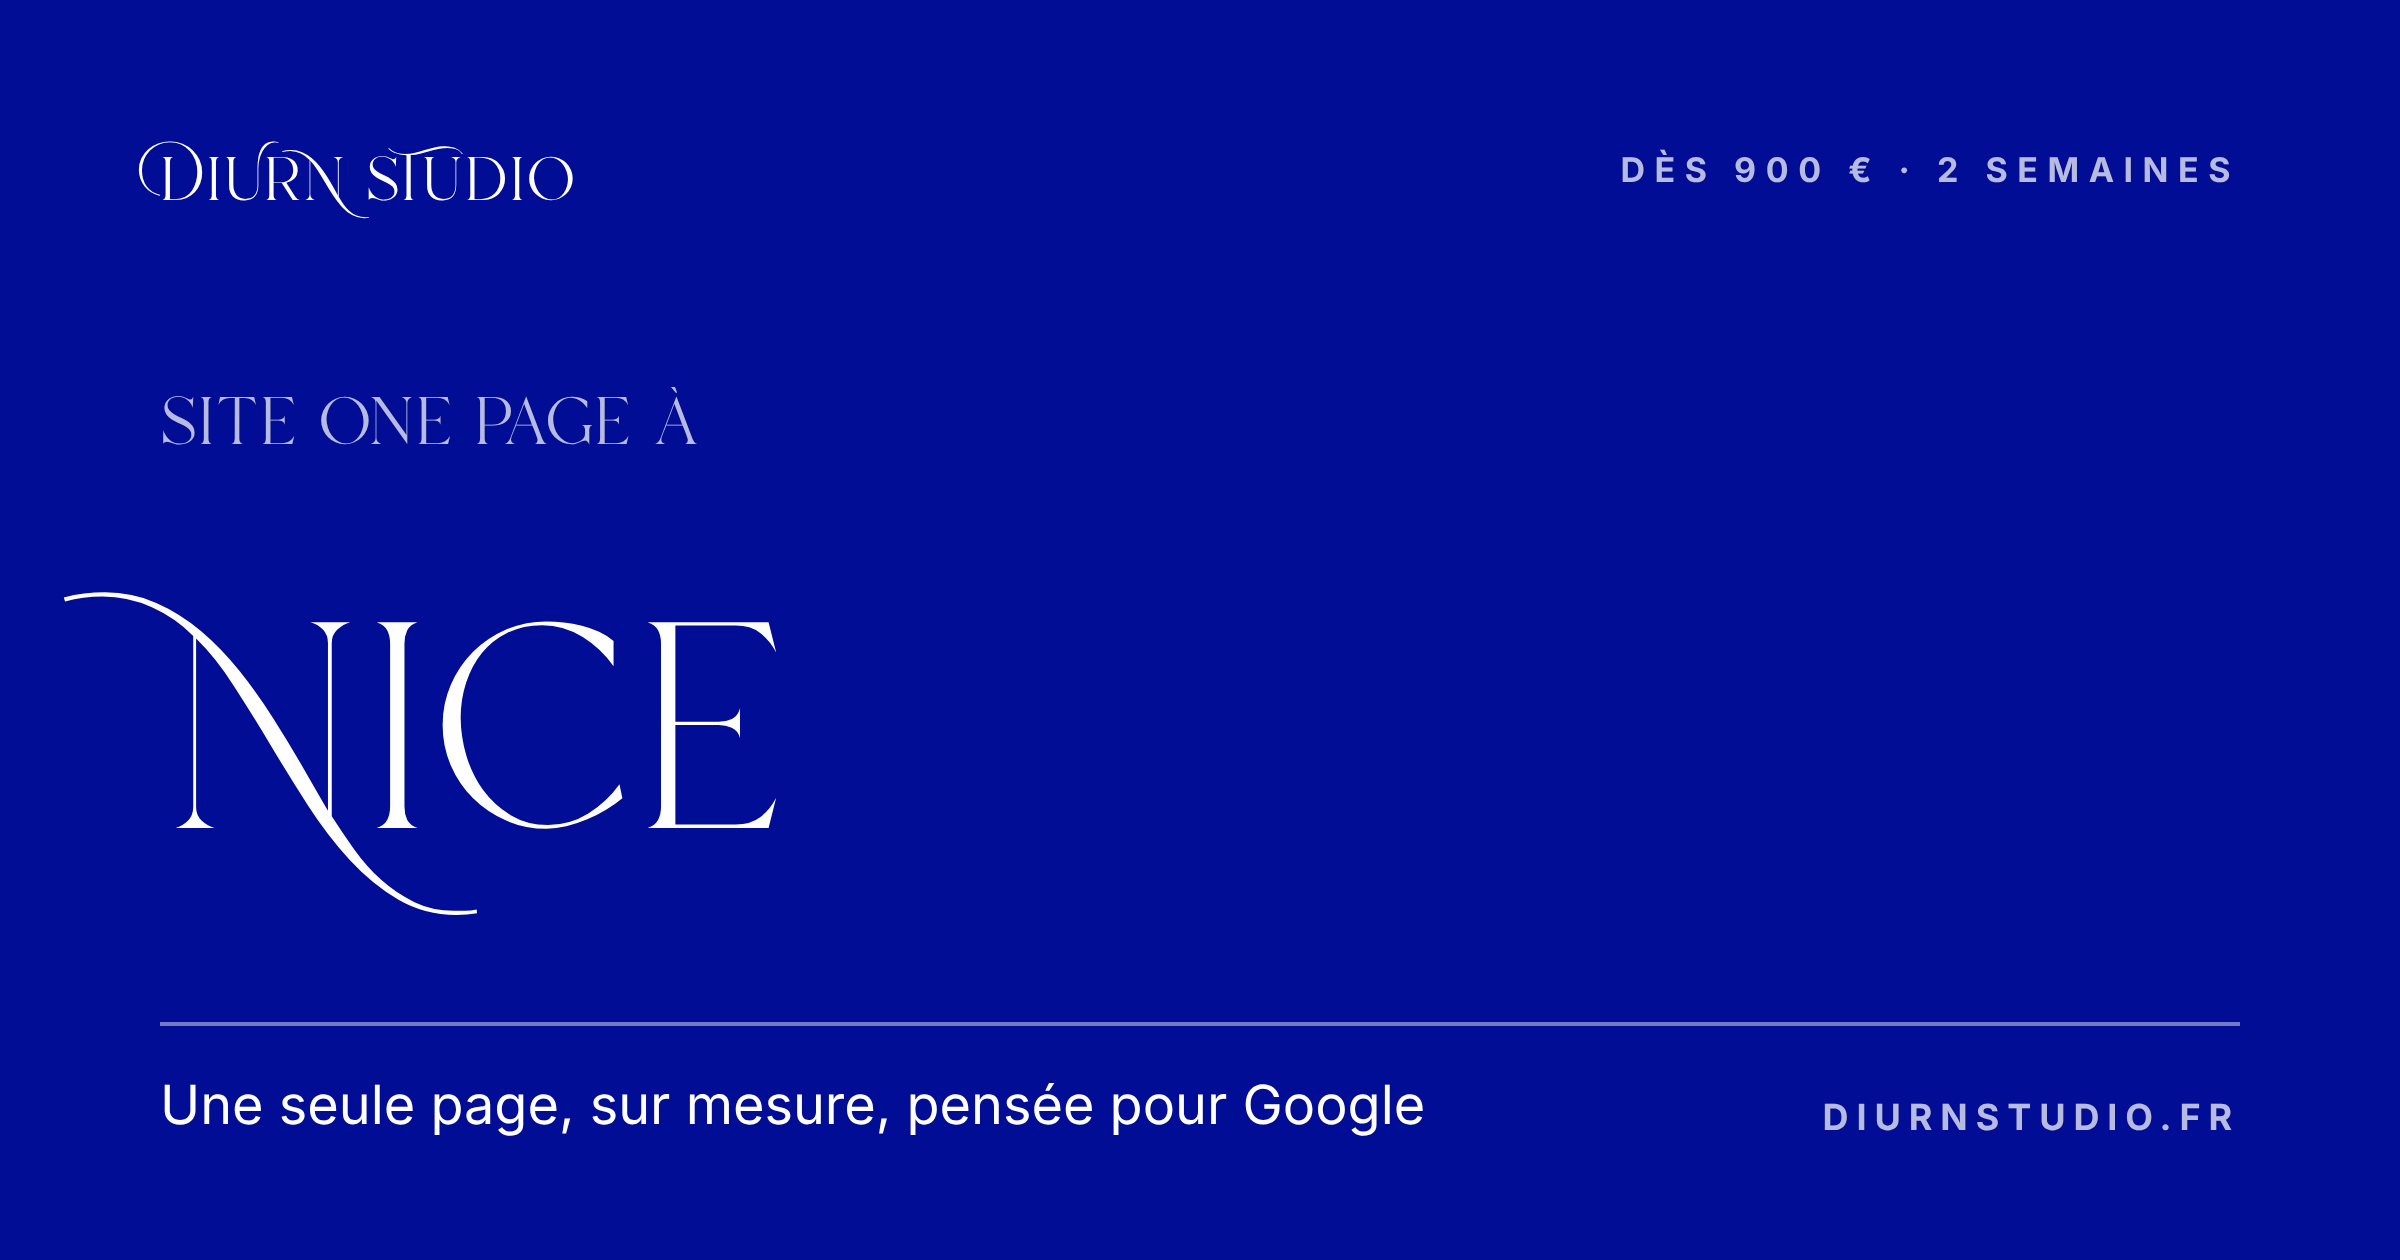 DIURN STUDIO
DÈS 900 € · 2 SEMAINES
SITE ONE PAGE À
NICE
Une seule page, sur mesure, pensée pour Google
DIURNSTUDIO.FR